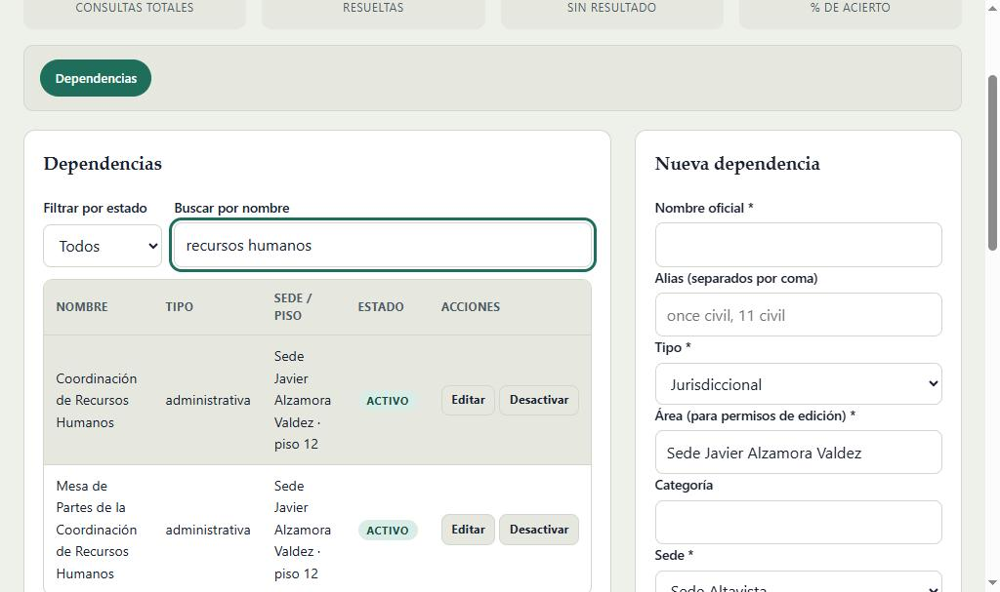 CONSULTAS TOTALES
RESUELTAS
SIN RESULTADO
% DE ACIERTO
Dependencias
Dependencias
Filtrar por estado
Buscar por nombre
Todos
recursos humanos
NOMBRE
TIPO
SEDE /
PISO
ESTADO
ACCIONES
Coordinación
de Recursos
Humanos
administrativa
Sede
Javier
Alzamora
Valdez ·
piso 12
ACTIVO
Editar
Desactivar
Mesa de
Partes de la
Coordinación
de Recursos
Humanos
administrativa
Sede
Javier
Alzamora
Valdez ·
piso 12
ACTIVO
Editar
Desactivar
Nueva dependencia
Nombre oficial *
Alias (separados por coma)
once civil, 11 civil
Tipo *
Jurisdiccional
Área (para permisos de edición) *
Sede Javier Alzamora Valdez
Categoría
Sede *
Sede Altavista